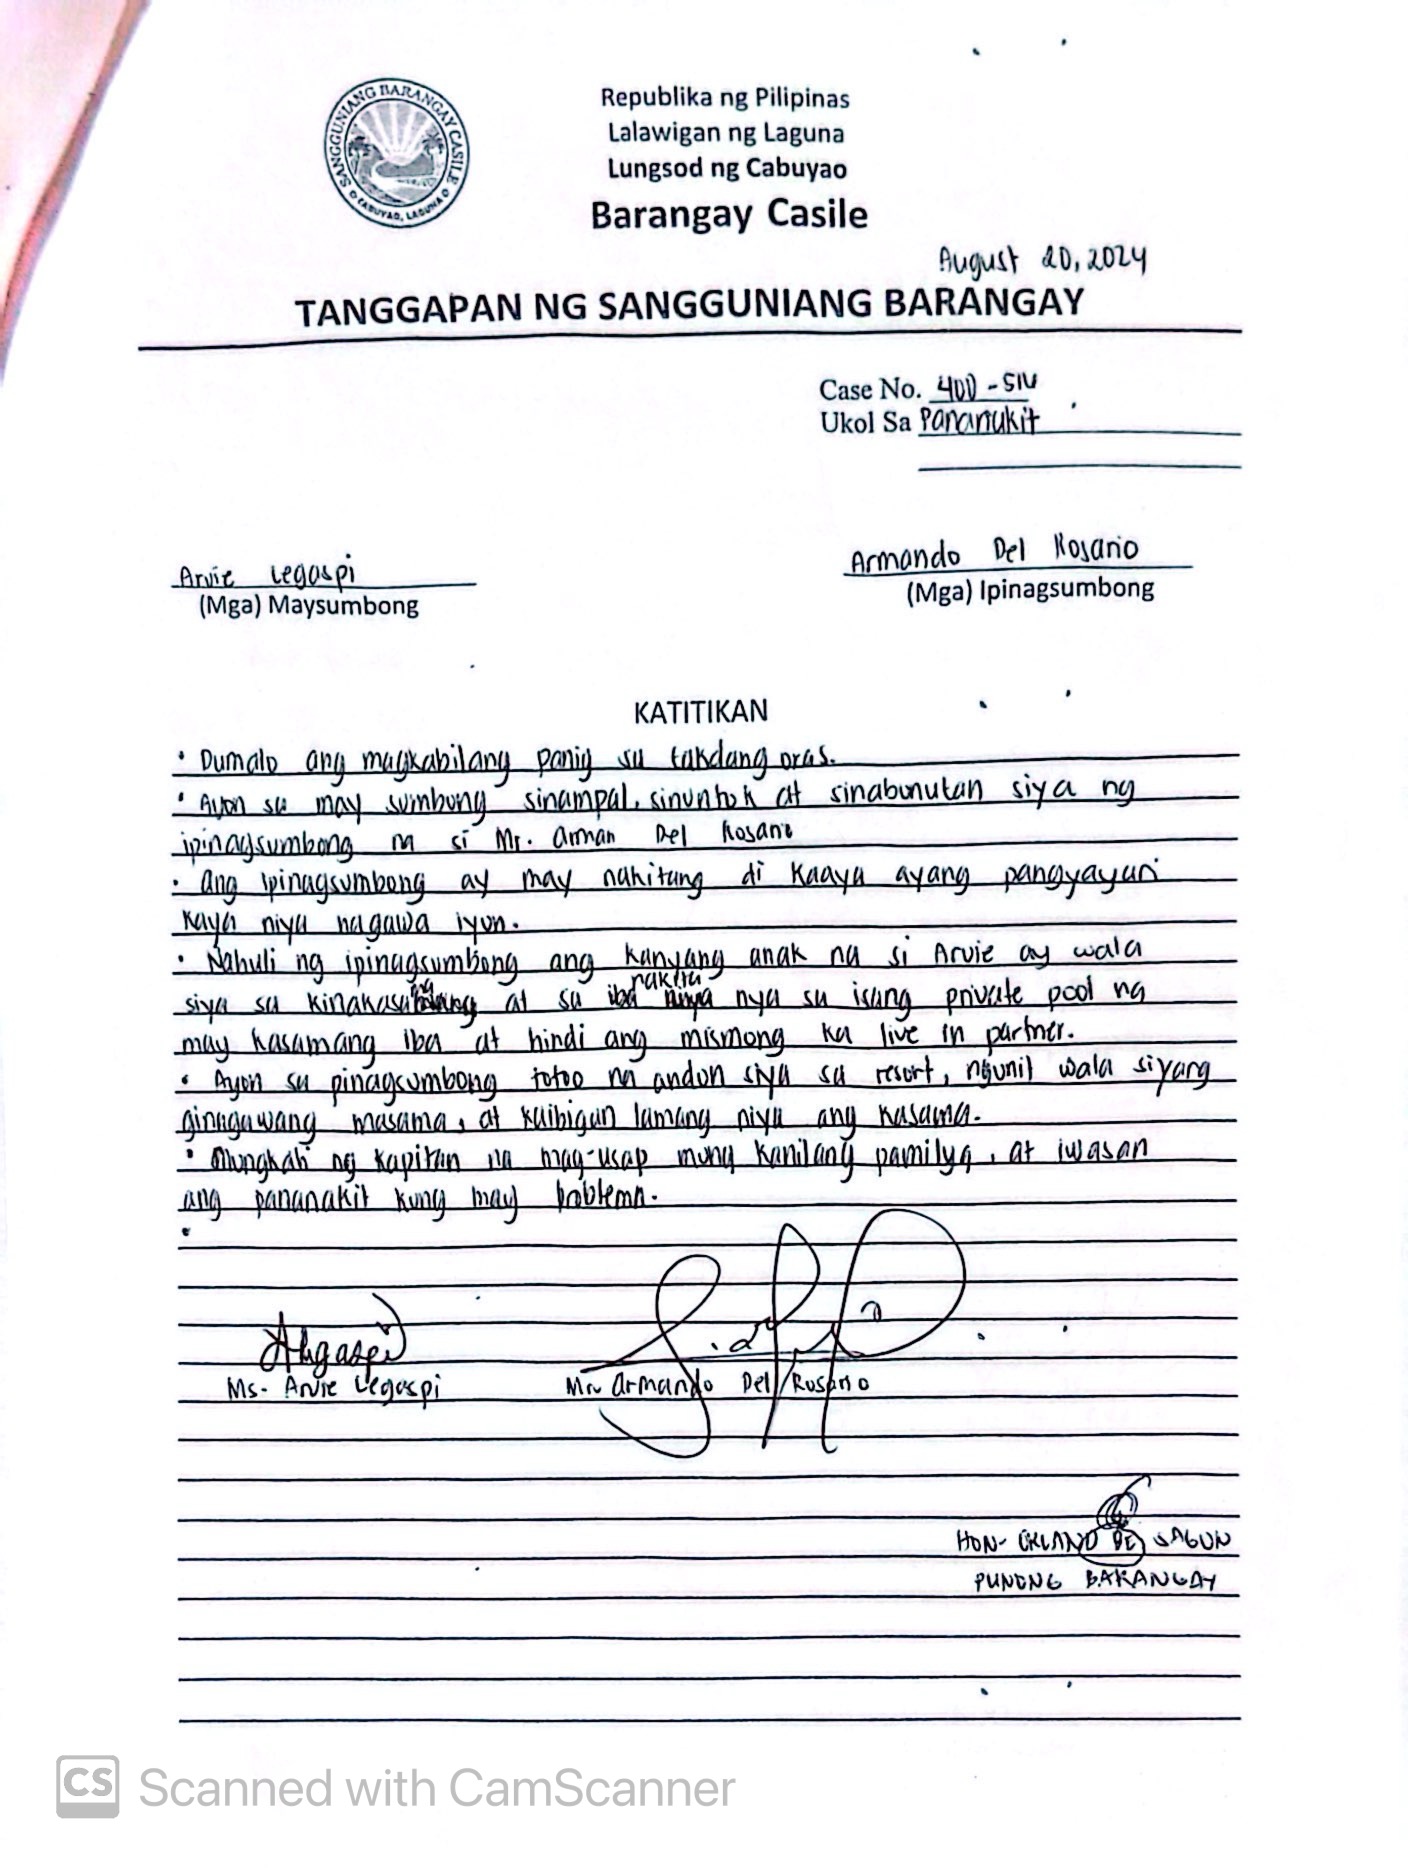 SANGGUNIANG BARANGAY CASILE
CABUYAO, LAGUNA
Republika ng Pilipinas
Lalawigan ng Laguna
Lungsod ng Cabuyao
Barangay Casile
August 20, 2024
TANGGAPAN NG SANGGUNIANG BARANGAY
Case No. 400 - SIV
Ukol Sa Pananakit
Arvie Legaspi
(Mga) Maysumbong
Armando Del Rosario
(Mga) Ipinagsumbong
KATITIKAN
• Dumalo ang magkabilang panig sa takdang oras.
• Ayon sa may sumbong sinampal, sinuntok at sinabunutan siya ng
ipinagsumbong na si Mr. Arman Del Rosario
• Ang ipinagsumbong ay may nakitang di kaaya ayang pangyayari
kaya niya nagawa iyon.
• Nahuli ng ipinagsumbong ang kanyang anak na si Arvie ay wala
siya sa at sa iba nakita nya sa isang private pool na
may kasamang iba at hindi ang mismong ka live in partner.
• Ayon sa pinagsumbong totoo na andon siya sa resort, ngunit wala siyang
ginagawang masama, at kaibigan lamang niya ang kasama.
• Mungkahi ng kapitan na mag-usap muna kanilang pamilya, at iwasan
ang pananakit kung may problema.
•
Ms. Arvie Legaspi
Mr. Armando Del Rosario
HON. ORLANDO DE SAGUN
PUNONG BARANGAY
CS Scanned with CamScanner